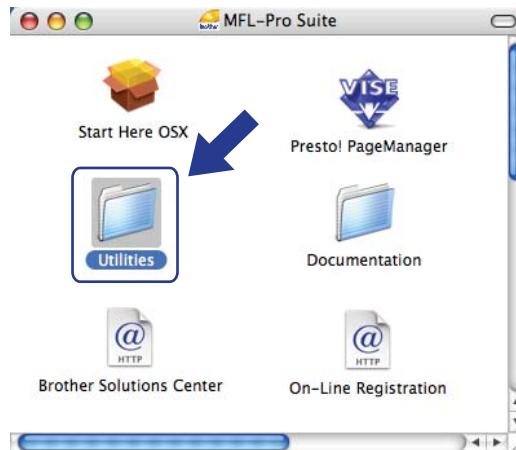 brother MFL-Pro Suite
VISE
Start Here OSX
Presto! PageManager
Utilities
Documentation
@
HTTP
@
HTTP
Brother Solutions Center
On-Line Registration